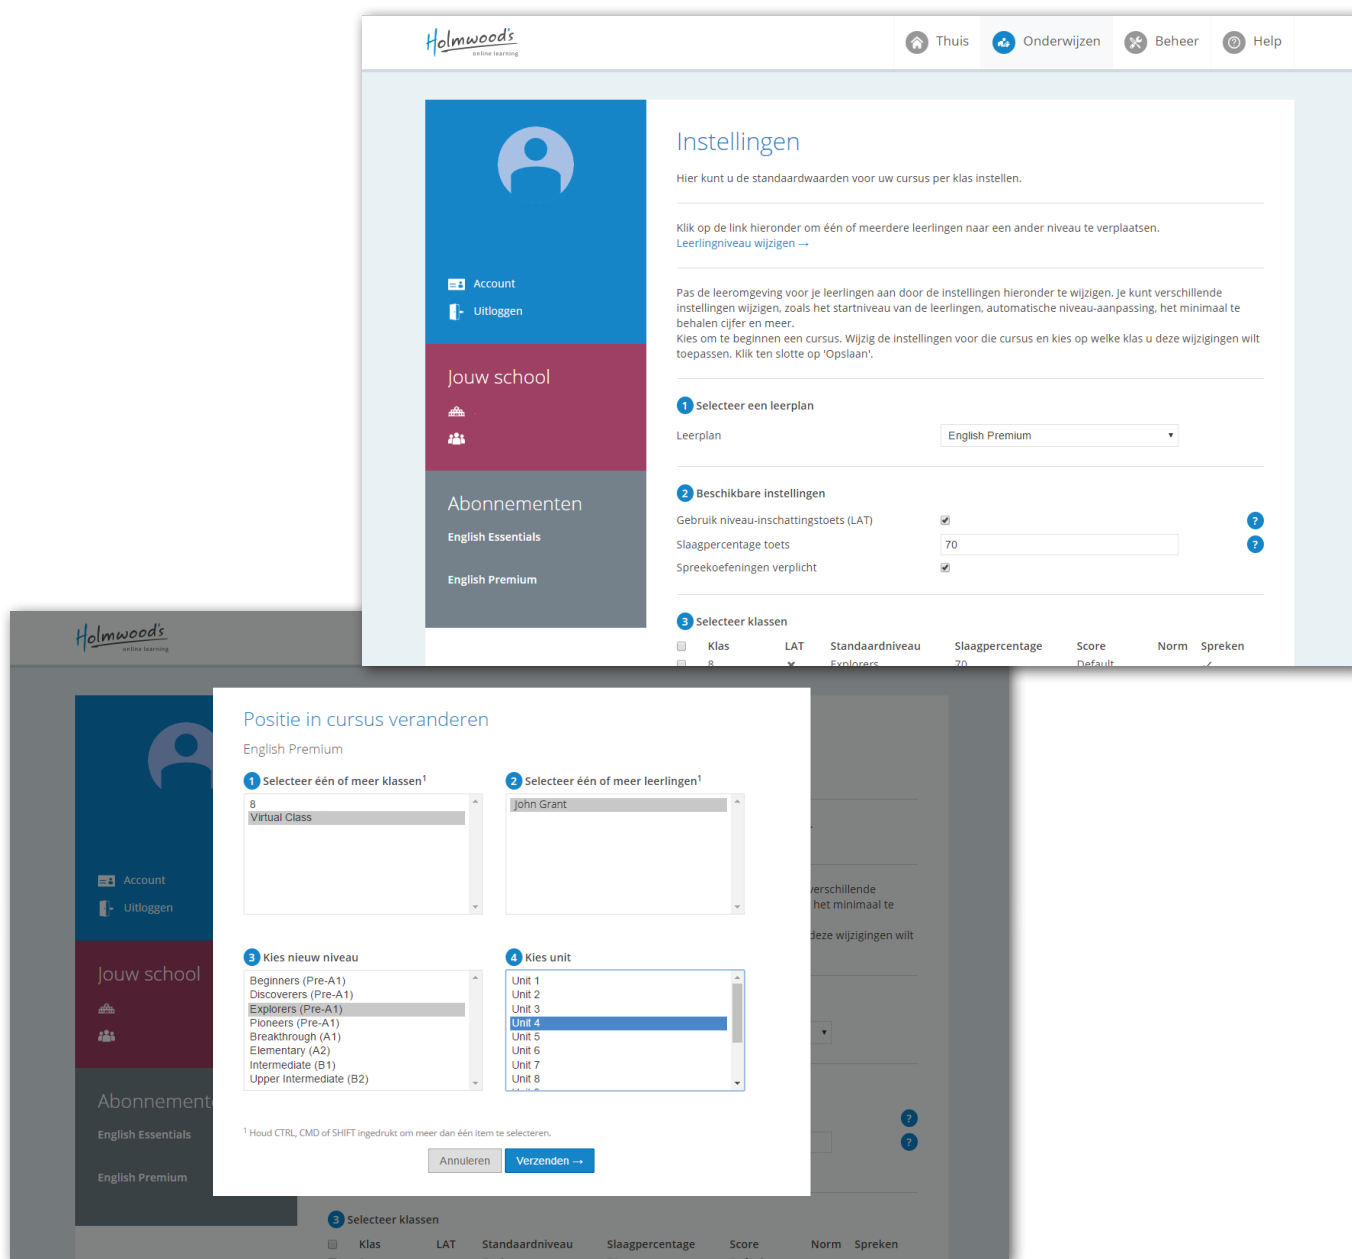 Holmwood's
online learning
Thuis
Onderwijzen
Beheer
Help
Account
Uitloggen
Jouw school
Abonnementen
English Essentials
English Premium
Instellingen
Hier kunt u de standaardwaarden voor uw cursus per klas instellen.
Klik op de link hieronder om één of meerdere leerlingen naar een ander niveau te verplaatsen.
Leerlingniveau wijzigen →
Pas de leeromgeving voor je leerlingen aan door de instellingen hieronder te wijzigen. Je kunt verschillende
instellingen wijzigen, zoals het startniveau van de leerlingen, automatische niveau-aanpassing, het minimaal te
behalen cijfer en meer.
Kies om te beginnen een cursus. Wijzig de instellingen voor die cursus en kies op welke klas u deze wijzigingen wilt
toepassen. Klik ten slotte op 'Opslaan'.
1 Selecteer een leerplan
Leerplan English Premium
2 Beschikbare instellingen
Gebruik niveau-inschattingstoets (LAT) ?
Slaagpercentage toets 70 ?
Spreekoefeningen verplicht
3 Selecteer klassen
Klas LAT Standaardniveau Slaagpercentage Score Norm Spreken
8 Explorers 70 Default
Holmwood's
online learning
Account
Uitloggen
Jouw school
Abonnement
English Essentials
English Premium
Positie in cursus veranderen
English Premium
1 Selecteer één of meer klassen¹
8
Virtual Class
2 Selecteer één of meer leerlingen¹
John Grant
3 Kies nieuw niveau
Beginners (Pre-A1)
Discoverers (Pre-A1)
Explorers (Pre-A1)
Pioneers (Pre-A1)
Breakthrough (A1)
Elementary (A2)
Intermediate (B1)
Upper Intermediate (B2)
4 Kies unit
Unit 1
Unit 2
Unit 3
Unit 4
Unit 5
Unit 6
Unit 7
Unit 8
¹ Houd CTRL, CMD of SHIFT ingedrukt om meer dan één item te selecteren.
Annuleren
Verzenden →
verschillende
het minimaal te
deze wijzigingen wilt
?
?
3 Selecteer klassen
Klas LAT Standaardniveau Slaagpercentage Score Norm Spreken